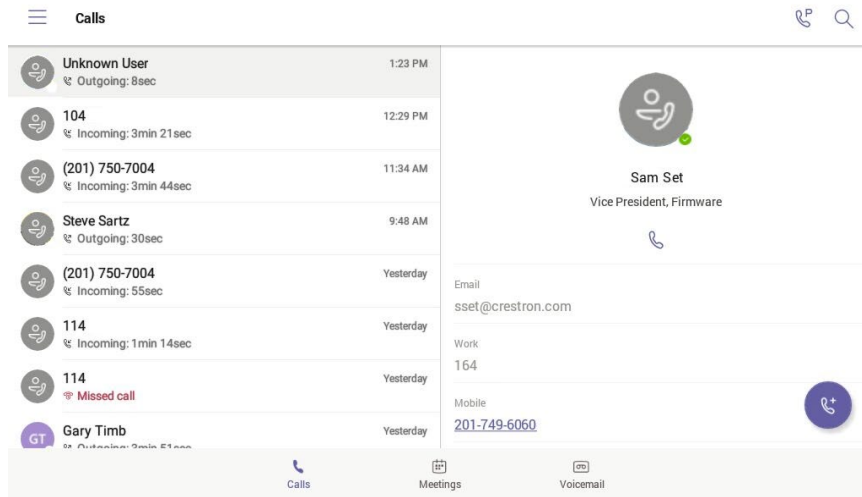 Calls
P
Unknown User
1:23 PM
Outgoing: 8sec
104
12:29 PM
Incoming: 3min 21sec
(201) 750-7004
11:34 AM
Incoming: 3min 44sec
Steve Sartz
9:48 AM
Outgoing: 30sec
(201) 750-7004
Yesterday
Incoming: 55sec
114
Yesterday
Incoming: 1min 14sec
114
Yesterday
Missed call
GT
Gary Timb
Yesterday
Outgoing: 3min 51sec
Sam Set
Vice President, Firmware
Email
sset@crestron.com
Work
164
Mobile
201-749-6060
Calls
Meetings
Voicemail